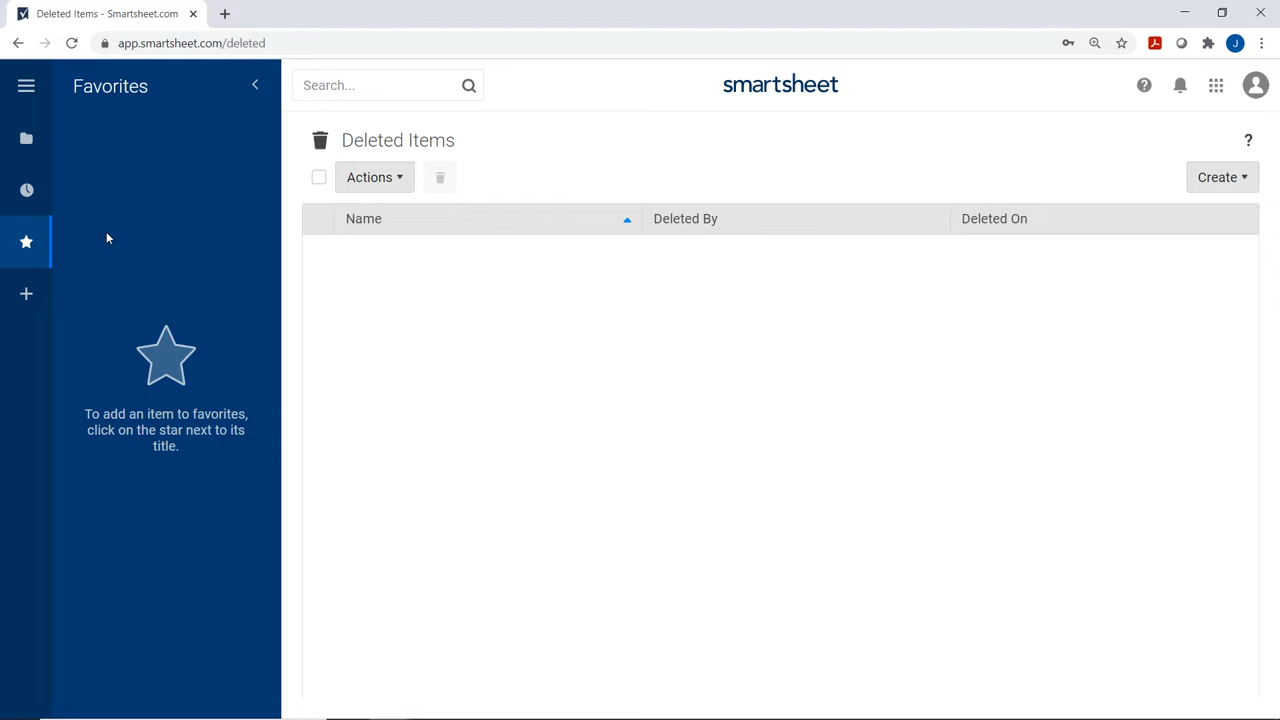 Deleted Items - Smartsheet.com
app.smartsheet.com/deleted
J
Favorites
Search...
smartsheet
Deleted Items
?
Actions
Create
Name
Deleted By
Deleted On
To add an item to favorites,
click on the star next to its
title.